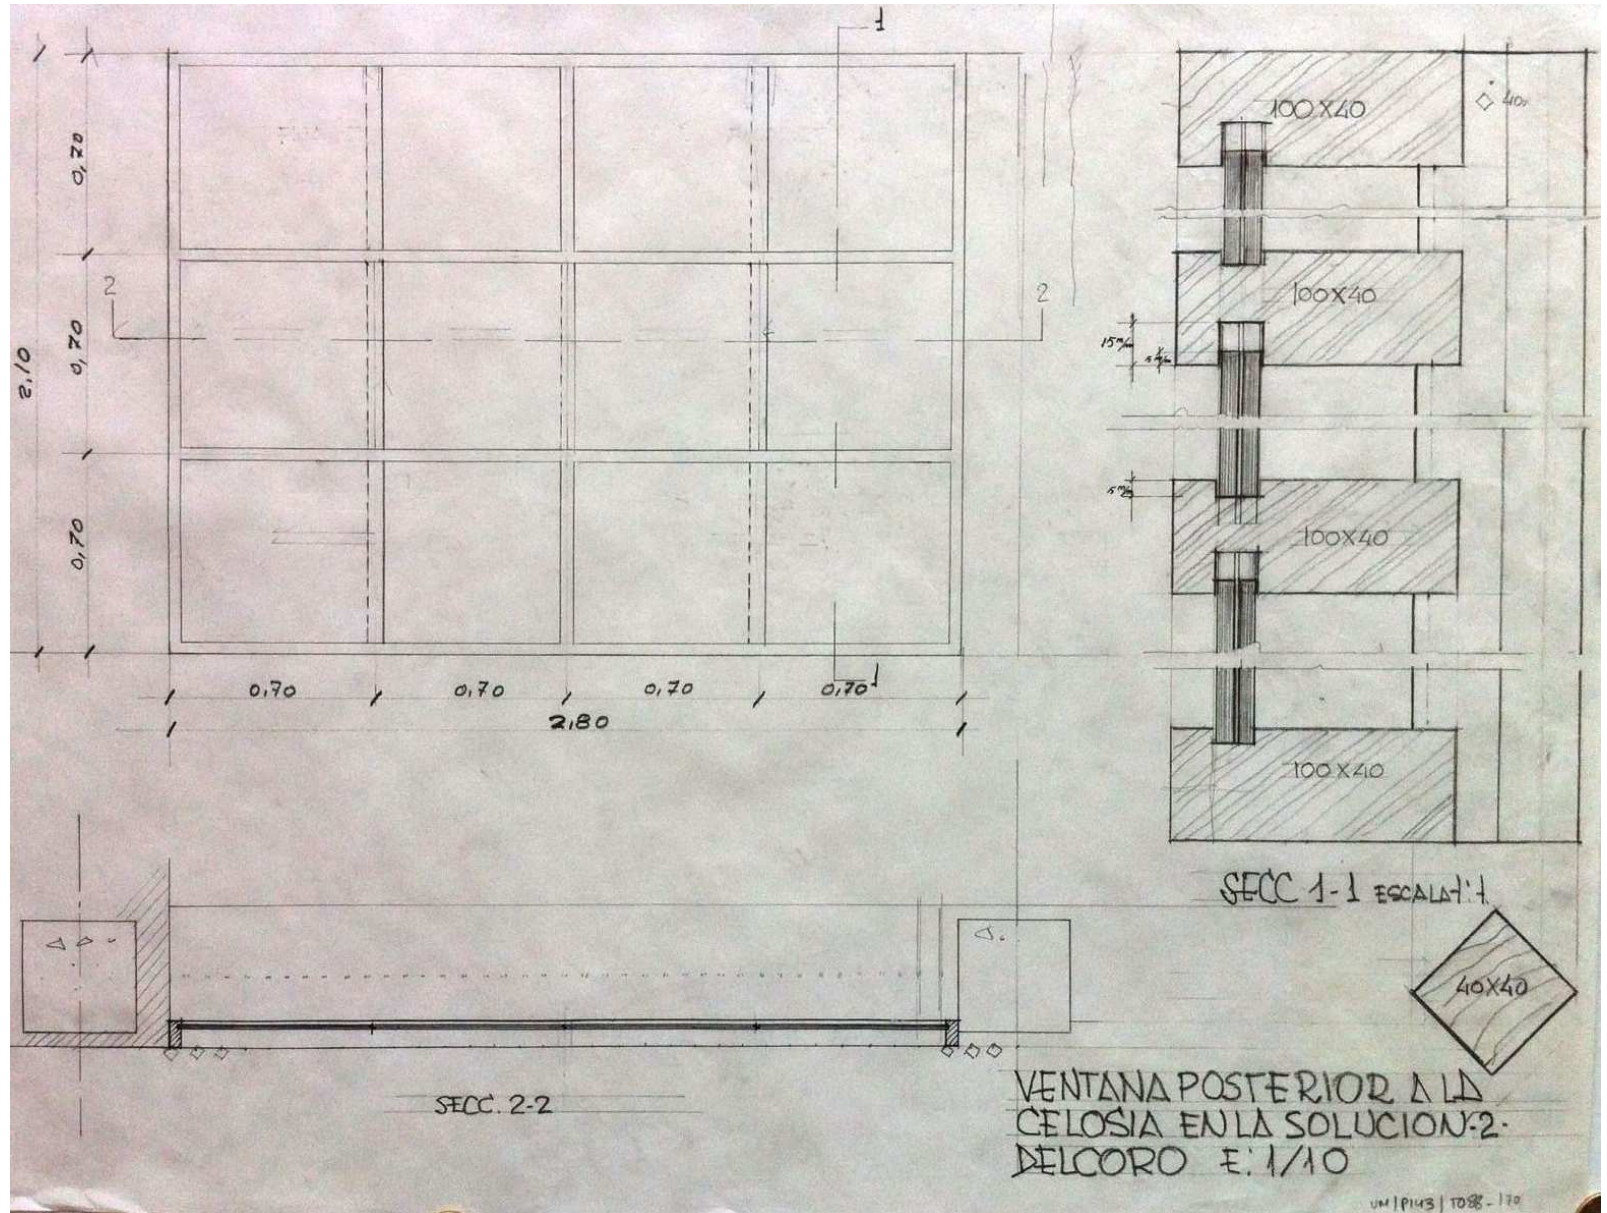 1
100X40
40
0,70
100X40
2
2
0,70
15 m/m
2,10
5 m/m
100X40
0,70
100X40
0,70
0,70
0,70
0,70
1
2,80
SECC 1-1 ESCALA 1:1
40X40
SECC. 2-2
VENTANA POSTERIOR A LA
CELOSIA EN LA SOLUCION-2-
DEL CORO E: 1/10